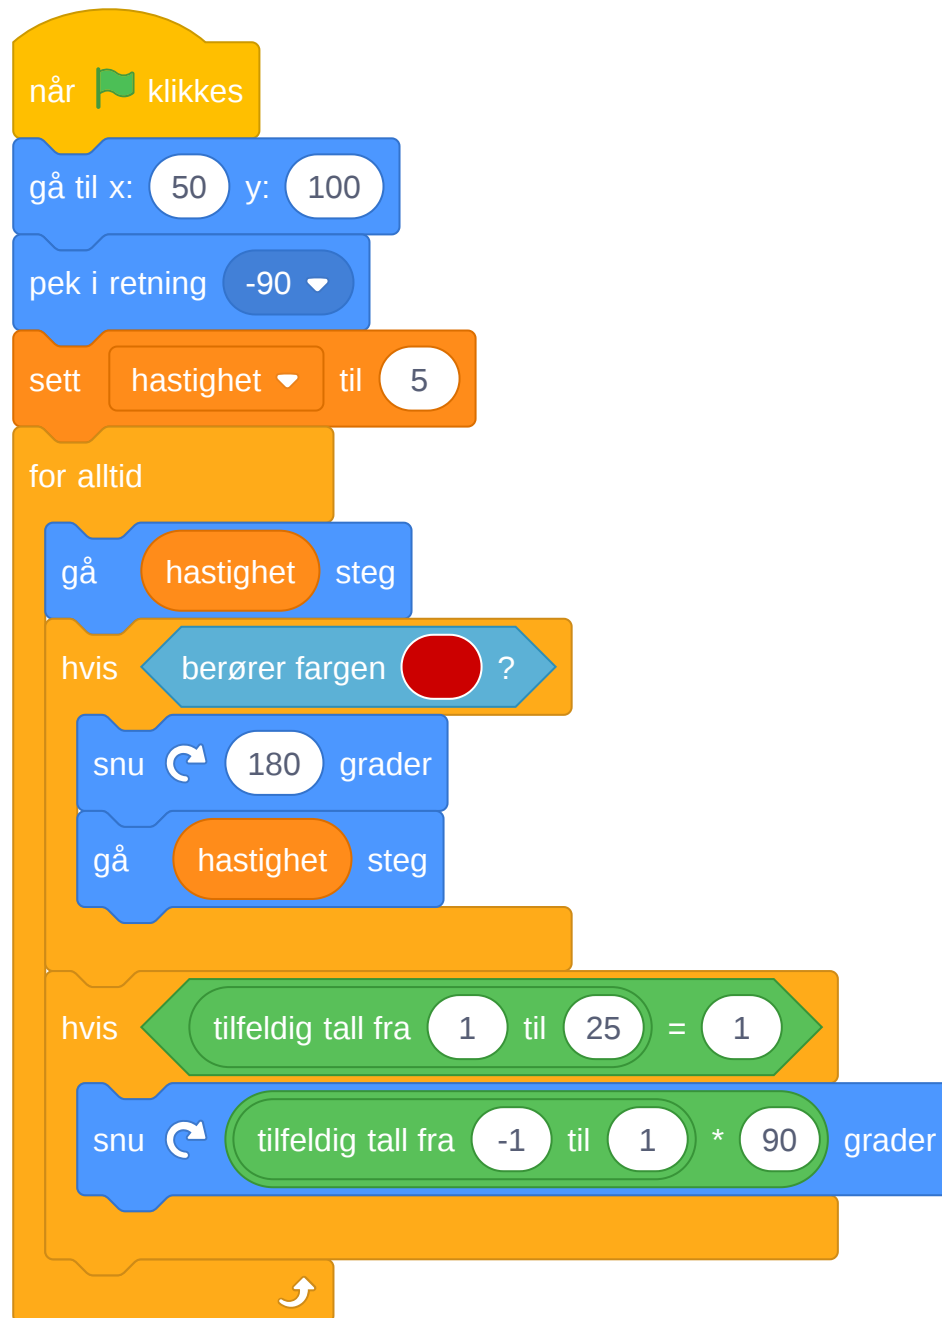 når klikkes
gå til x: 50 y: 100
pek i retning -90
sett hastighet til 5
for alltid
gå hastighet steg
hvis berører fargen ?
snu 180 grader
gå hastighet steg
hvis tilfeldig tall fra 1 til 25 = 1
snu tilfeldig tall fra -1 til 1 * 90 grader